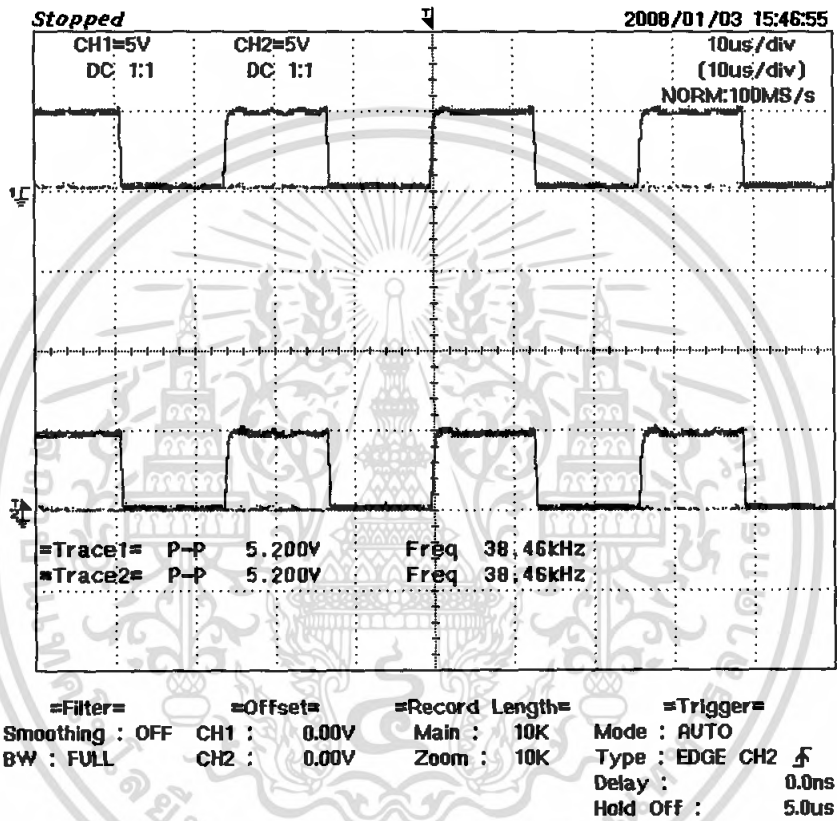 Stopped 2008/01/03 15:46:55
CH1=5V CH2=5V 10us/div
DC 1:1 DC 1:1 (10us/div)
NORM:100MS/s
=Trace1= P-P 5.200V Freq 38.46kHz
=Trace2= P-P 5.200V Freq 38.46kHz
=Filter= =Offset= =Record Length= =Trigger=
Smoothing : OFF CH1 : 0.00V Main : 10K Mode : AUTO
BW : FULL CH2 : 0.00V Zoom : 10K Type : EDGE CH2
Delay : 0.0ns
Hold Off : 5.0us